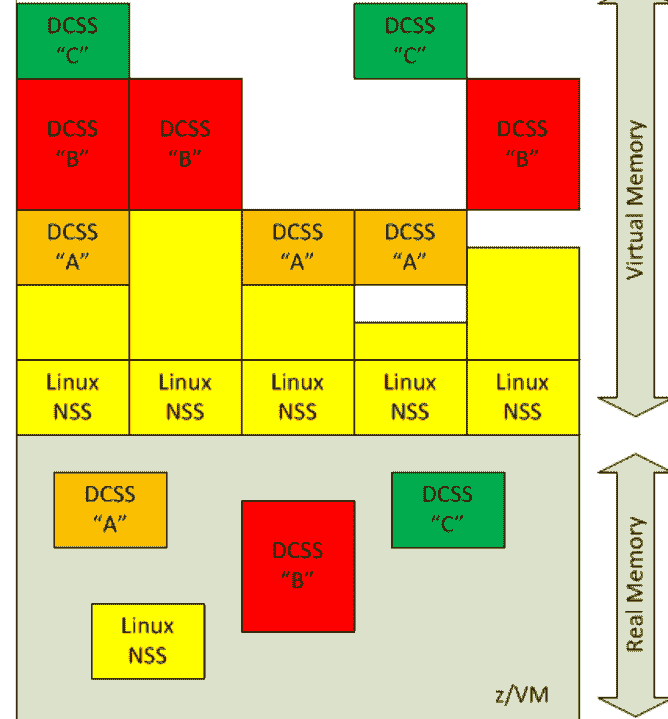 DCSS
“C”
DCSS
“C”
DCSS
“B”
DCSS
“B”
DCSS
“B”
DCSS
“A”
DCSS
“A”
DCSS
“A”
Linux
NSS
Linux
NSS
Linux
NSS
Linux
NSS
Linux
NSS
Virtual Memory
DCSS
“A”
DCSS
“B”
DCSS
“C”
Linux
NSS
z/VM
Real Memory